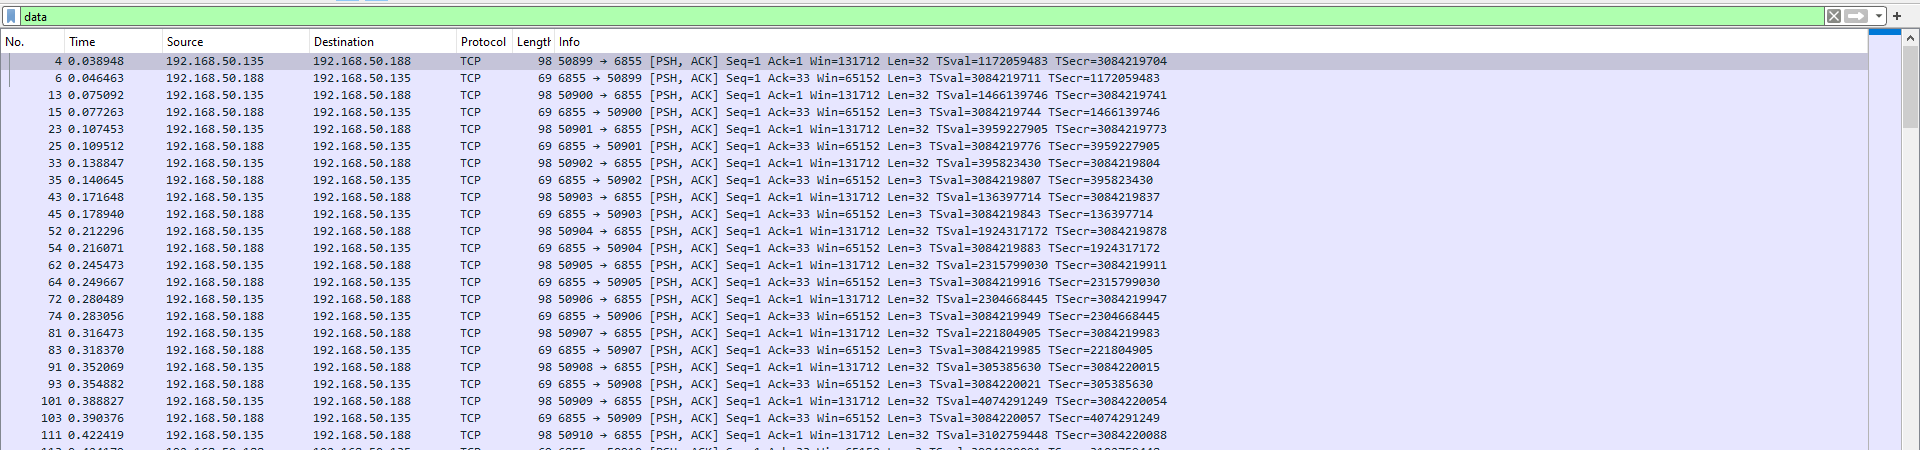 data
No. Time Source Destination Protocol Length Info
4 0.038948 192.168.50.135 192.168.50.188 TCP 98 50899 → 6855 [PSH, ACK] Seq=1 Ack=1 Win=131712 Len=32 TSval=1172059483 TSecr=3084219704
6 0.046463 192.168.50.188 192.168.50.135 TCP 69 6855 → 50899 [PSH, ACK] Seq=1 Ack=33 Win=65152 Len=3 TSval=3084219711 TSecr=1172059483
13 0.075092 192.168.50.135 192.168.50.188 TCP 98 50900 → 6855 [PSH, ACK] Seq=1 Ack=1 Win=131712 Len=32 TSval=1466139746 TSecr=3084219741
15 0.077263 192.168.50.188 192.168.50.135 TCP 69 6855 → 50900 [PSH, ACK] Seq=1 Ack=33 Win=65152 Len=3 TSval=3084219744 TSecr=1466139746
23 0.107453 192.168.50.135 192.168.50.188 TCP 98 50901 → 6855 [PSH, ACK] Seq=1 Ack=1 Win=131712 Len=32 TSval=3959227905 TSecr=3084219773
25 0.109512 192.168.50.188 192.168.50.135 TCP 69 6855 → 50901 [PSH, ACK] Seq=1 Ack=33 Win=65152 Len=3 TSval=3084219776 TSecr=3959227905
33 0.138847 192.168.50.135 192.168.50.188 TCP 98 50902 → 6855 [PSH, ACK] Seq=1 Ack=1 Win=131712 Len=32 TSval=395823430 TSecr=3084219804
35 0.140645 192.168.50.188 192.168.50.135 TCP 69 6855 → 50902 [PSH, ACK] Seq=1 Ack=33 Win=65152 Len=3 TSval=3084219807 TSecr=395823430
43 0.171648 192.168.50.135 192.168.50.188 TCP 98 50903 → 6855 [PSH, ACK] Seq=1 Ack=1 Win=131712 Len=32 TSval=136397714 TSecr=3084219837
45 0.178940 192.168.50.188 192.168.50.135 TCP 69 6855 → 50903 [PSH, ACK] Seq=1 Ack=33 Win=65152 Len=3 TSval=3084219843 TSecr=136397714
52 0.212296 192.168.50.135 192.168.50.188 TCP 98 50904 → 6855 [PSH, ACK] Seq=1 Ack=1 Win=131712 Len=32 TSval=1924317172 TSecr=3084219878
54 0.216071 192.168.50.188 192.168.50.135 TCP 69 6855 → 50904 [PSH, ACK] Seq=1 Ack=33 Win=65152 Len=3 TSval=3084219883 TSecr=1924317172
62 0.245473 192.168.50.135 192.168.50.188 TCP 98 50905 → 6855 [PSH, ACK] Seq=1 Ack=1 Win=131712 Len=32 TSval=2315799030 TSecr=3084219911
64 0.249667 192.168.50.188 192.168.50.135 TCP 69 6855 → 50905 [PSH, ACK] Seq=1 Ack=33 Win=65152 Len=3 TSval=3084219916 TSecr=2315799030
72 0.280489 192.168.50.135 192.168.50.188 TCP 98 50906 → 6855 [PSH, ACK] Seq=1 Ack=1 Win=131712 Len=32 TSval=2304668445 TSecr=3084219947
74 0.283056 192.168.50.188 192.168.50.135 TCP 69 6855 → 50906 [PSH, ACK] Seq=1 Ack=33 Win=65152 Len=3 TSval=3084219949 TSecr=2304668445
81 0.316473 192.168.50.135 192.168.50.188 TCP 98 50907 → 6855 [PSH, ACK] Seq=1 Ack=1 Win=131712 Len=32 TSval=221804905 TSecr=3084219983
83 0.318370 192.168.50.188 192.168.50.135 TCP 69 6855 → 50907 [PSH, ACK] Seq=1 Ack=33 Win=65152 Len=3 TSval=3084219985 TSecr=221804905
91 0.352069 192.168.50.135 192.168.50.188 TCP 98 50908 → 6855 [PSH, ACK] Seq=1 Ack=1 Win=131712 Len=32 TSval=305385630 TSecr=3084220015
93 0.354882 192.168.50.188 192.168.50.135 TCP 69 6855 → 50908 [PSH, ACK] Seq=1 Ack=33 Win=65152 Len=3 TSval=3084220021 TSecr=305385630
101 0.388827 192.168.50.135 192.168.50.188 TCP 98 50909 → 6855 [PSH, ACK] Seq=1 Ack=1 Win=131712 Len=32 TSval=4074291249 TSecr=3084220054
103 0.390376 192.168.50.188 192.168.50.135 TCP 69 6855 → 50909 [PSH, ACK] Seq=1 Ack=33 Win=65152 Len=3 TSval=3084220057 TSecr=4074291249
111 0.422419 192.168.50.135 192.168.50.188 TCP 98 50910 → 6855 [PSH, ACK] Seq=1 Ack=1 Win=131712 Len=32 TSval=3102759448 TSecr=3084220088